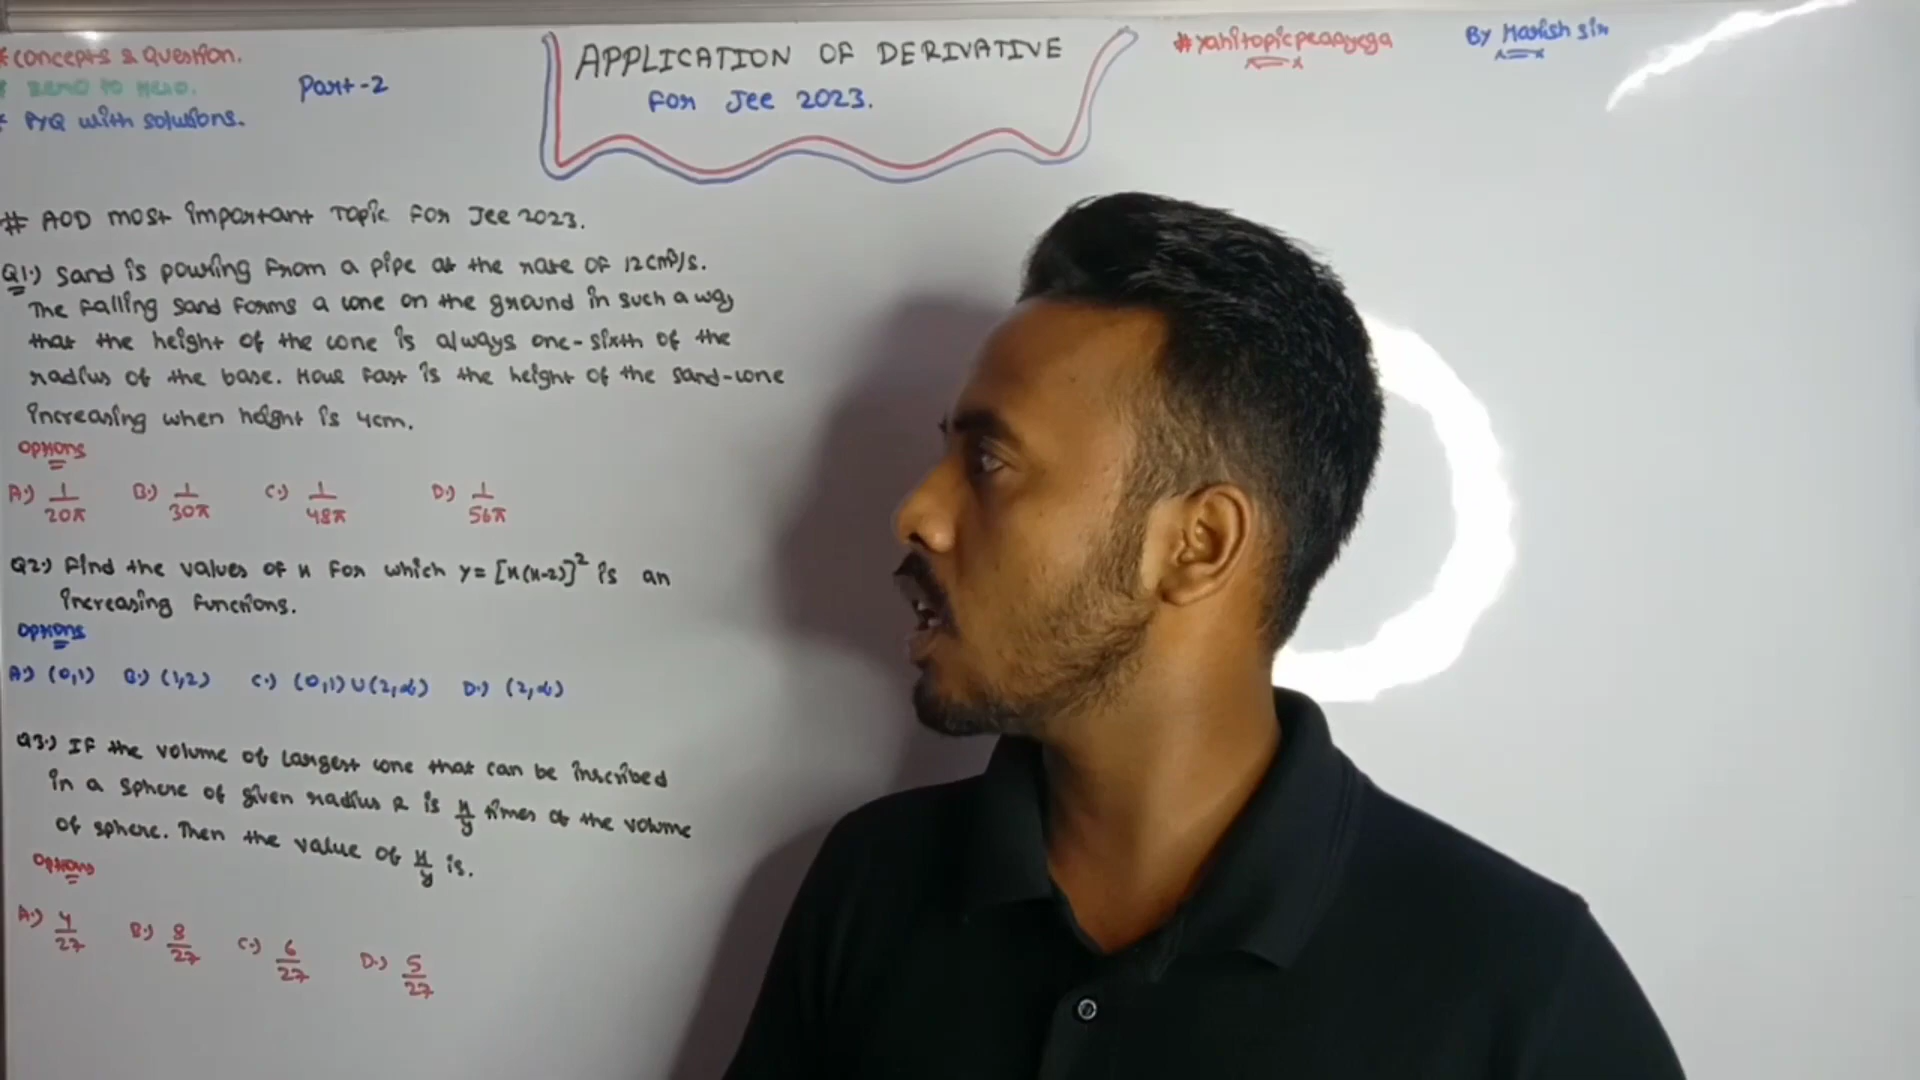 * Concepts & Question.
* Zero to Hero.
* PYQ with solutions.
Part-2
APPLICATION OF DERIVATIVE
For Jee 2023.
#yahitopicpeaayega
By Harish sir
# AOD most important Topic For Jee 2023.
Q1.) Sand is pouring from a pipe at the rate of 12cm³/s.
The falling sand forms a cone on the ground in such a way
that the height of the cone is always one-sixth of the
radius of the base. How fast is the height of the sand-cone
increasing when height is 4cm.
Options
A.) 1/20π B.) 1/30π C.) 1/48π D.) 1/56π
Q2.) Find the values of x for which y = [x(x-2)]² is an
increasing functions.
Options
A.) (0,1) B.) (1,2) C.) (0,1)∪(2,∞) D.) (2,∞)
Q3.) If the volume of largest cone that can be inscribed
in a sphere of given radius R is x/y times of the volume
of sphere. Then the value of x/y is.
Options
A.) 4/27 B.) 8/27 C.) 6/27 D.) 5/27